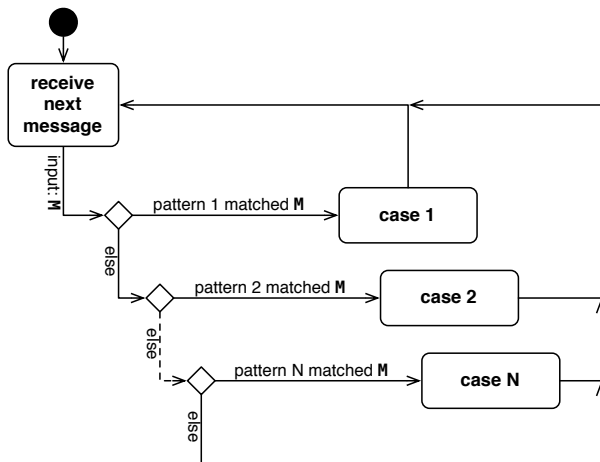 receive
next
message
input: M
pattern 1 matched M
case 1
else
pattern 2 matched M
case 2
else
pattern N matched M
case N
else